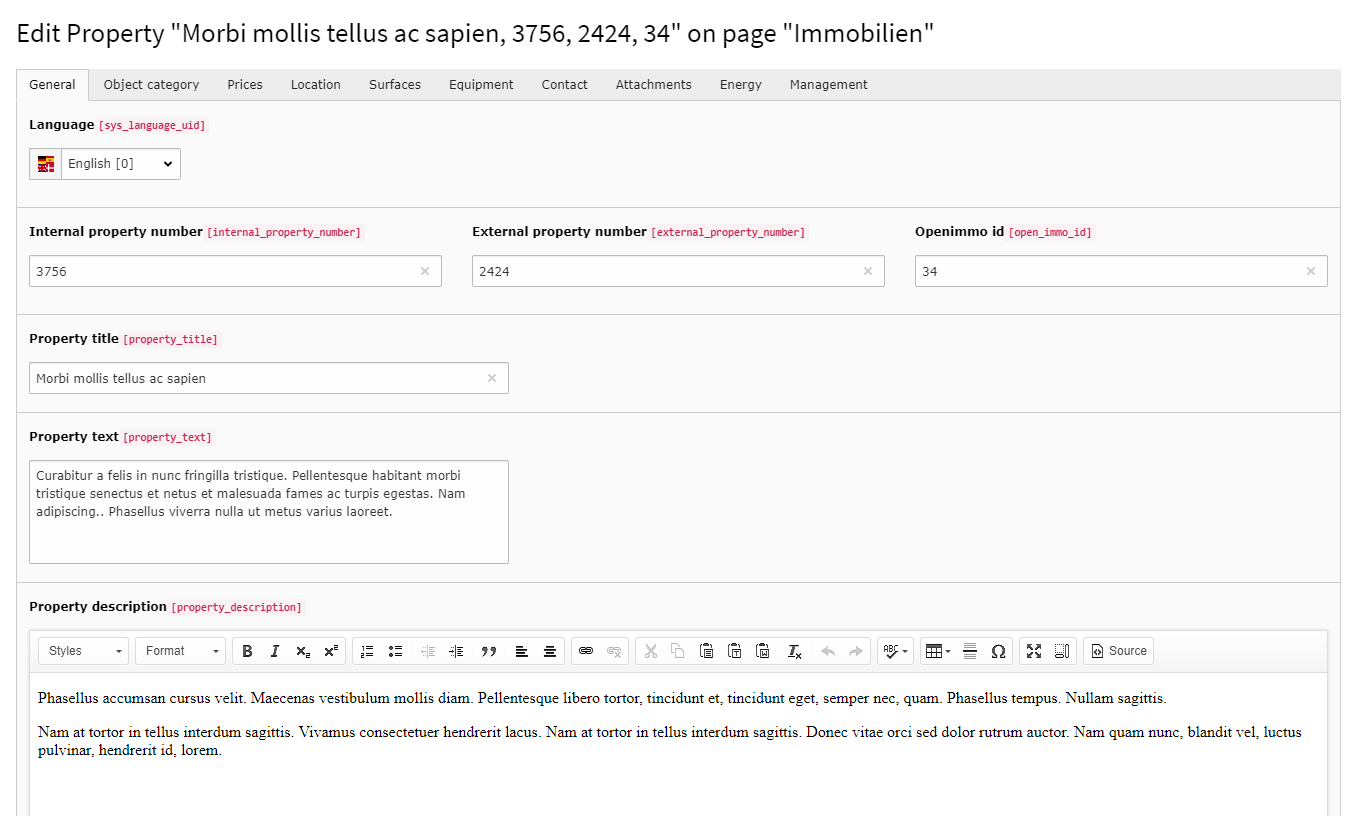 Edit Property "Morbi mollis tellus ac sapien, 3756, 2424, 34" on page "Immobilien"
General Object category Prices Location Surfaces Equipment Contact Attachments Energy Management
Language [sys_language_uid]
English [0]
Internal property number [internal_property_number] External property number [external_property_number] Openimmo id [open_immo_id]
3756 2424 34
Property title [property_title]
Morbi mollis tellus ac sapien
Property text [property_text]
Curabitur a felis in nunc fringilla tristique. Pellentesque habitant morbi
tristique senectus et netus et malesuada fames ac turpis egestas. Nam
adipiscing.. Phasellus viverra nulla ut metus varius laoreet.
Property description [property_description]
Styles Format Source
Phasellus accumsan cursus velit. Maecenas vestibulum mollis diam. Pellentesque libero tortor, tincidunt et, tincidunt eget, semper nec, quam. Phasellus tempus. Nullam sagittis.
Nam at tortor in tellus interdum sagittis. Vivamus consectetuer hendrerit lacus. Nam at tortor in tellus interdum sagittis. Donec vitae orci sed dolor rutrum auctor. Nam quam nunc, blandit vel, luctus
pulvinar, hendrerit id, lorem.